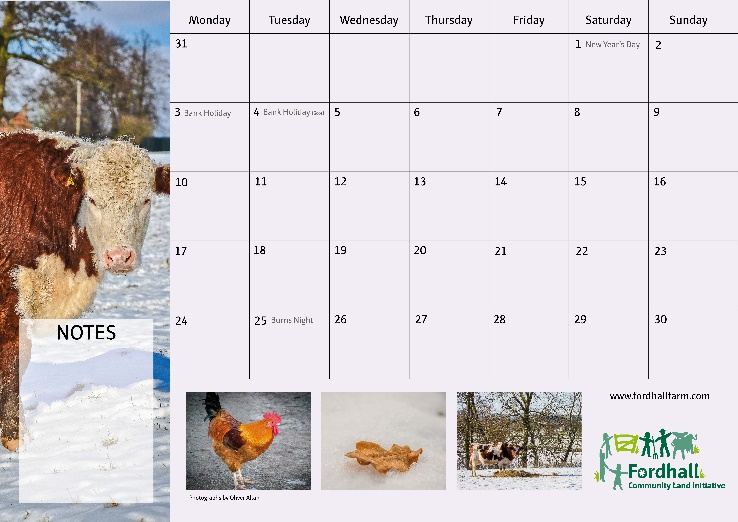 Monday Tuesday Wednesday Thursday Friday Saturday Sunday
31 1 New Year's Day 2
3 Bank Holiday 4 Bank Holiday (Scot) 5 6 7 8 9
10 11 12 13 14 15 16
17 18 19 20 21 22 23
24 25 Burns Night 26 27 28 29 30
NOTES
www.fordhallfarm.com
Fordhall
Community Land Initiative
Photographs by Oliver